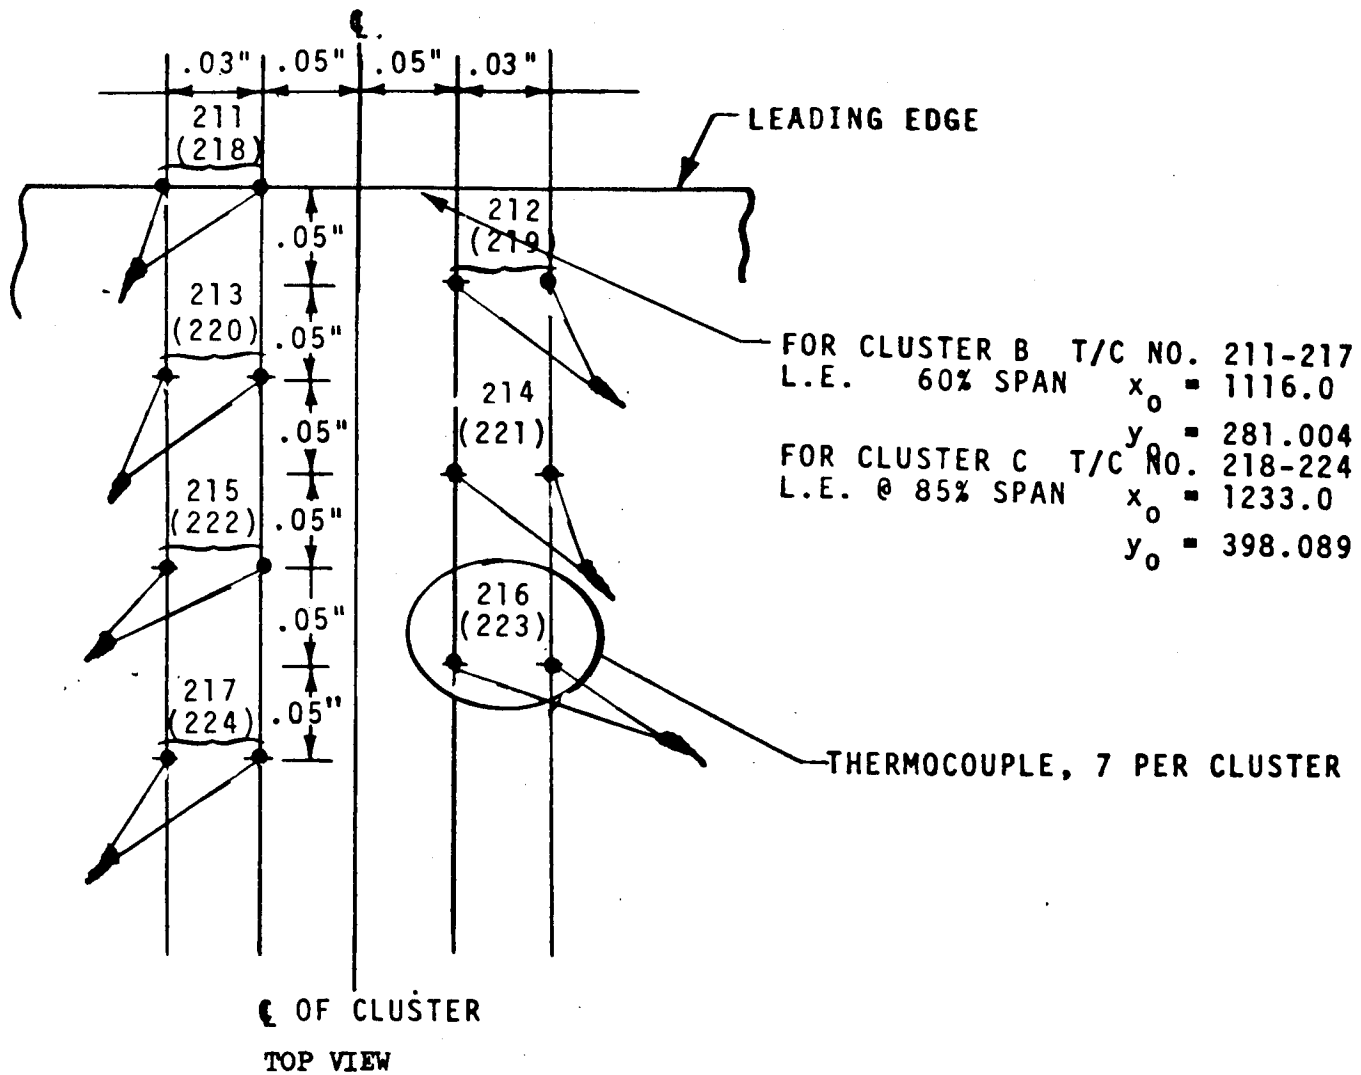 ℄
.03" .05" .05" .03"
211
(218)
LEADING EDGE
212
(219)
.05"
213
(220)
.05"
FOR CLUSTER B T/C NO. 211-217
L.E. 60% SPAN x₀ = 1116.0
y₀ = 281.004
FOR CLUSTER C T/C NO. 218-224
L.E. @ 85% SPAN x₀ = 1233.0
y₀ = 398.089
214
(221)
.05"
215
(222)
.05"
216
(223)
.05"
217
(224)
.05"
THERMOCOUPLE, 7 PER CLUSTER
℄ OF CLUSTER
TOP VIEW